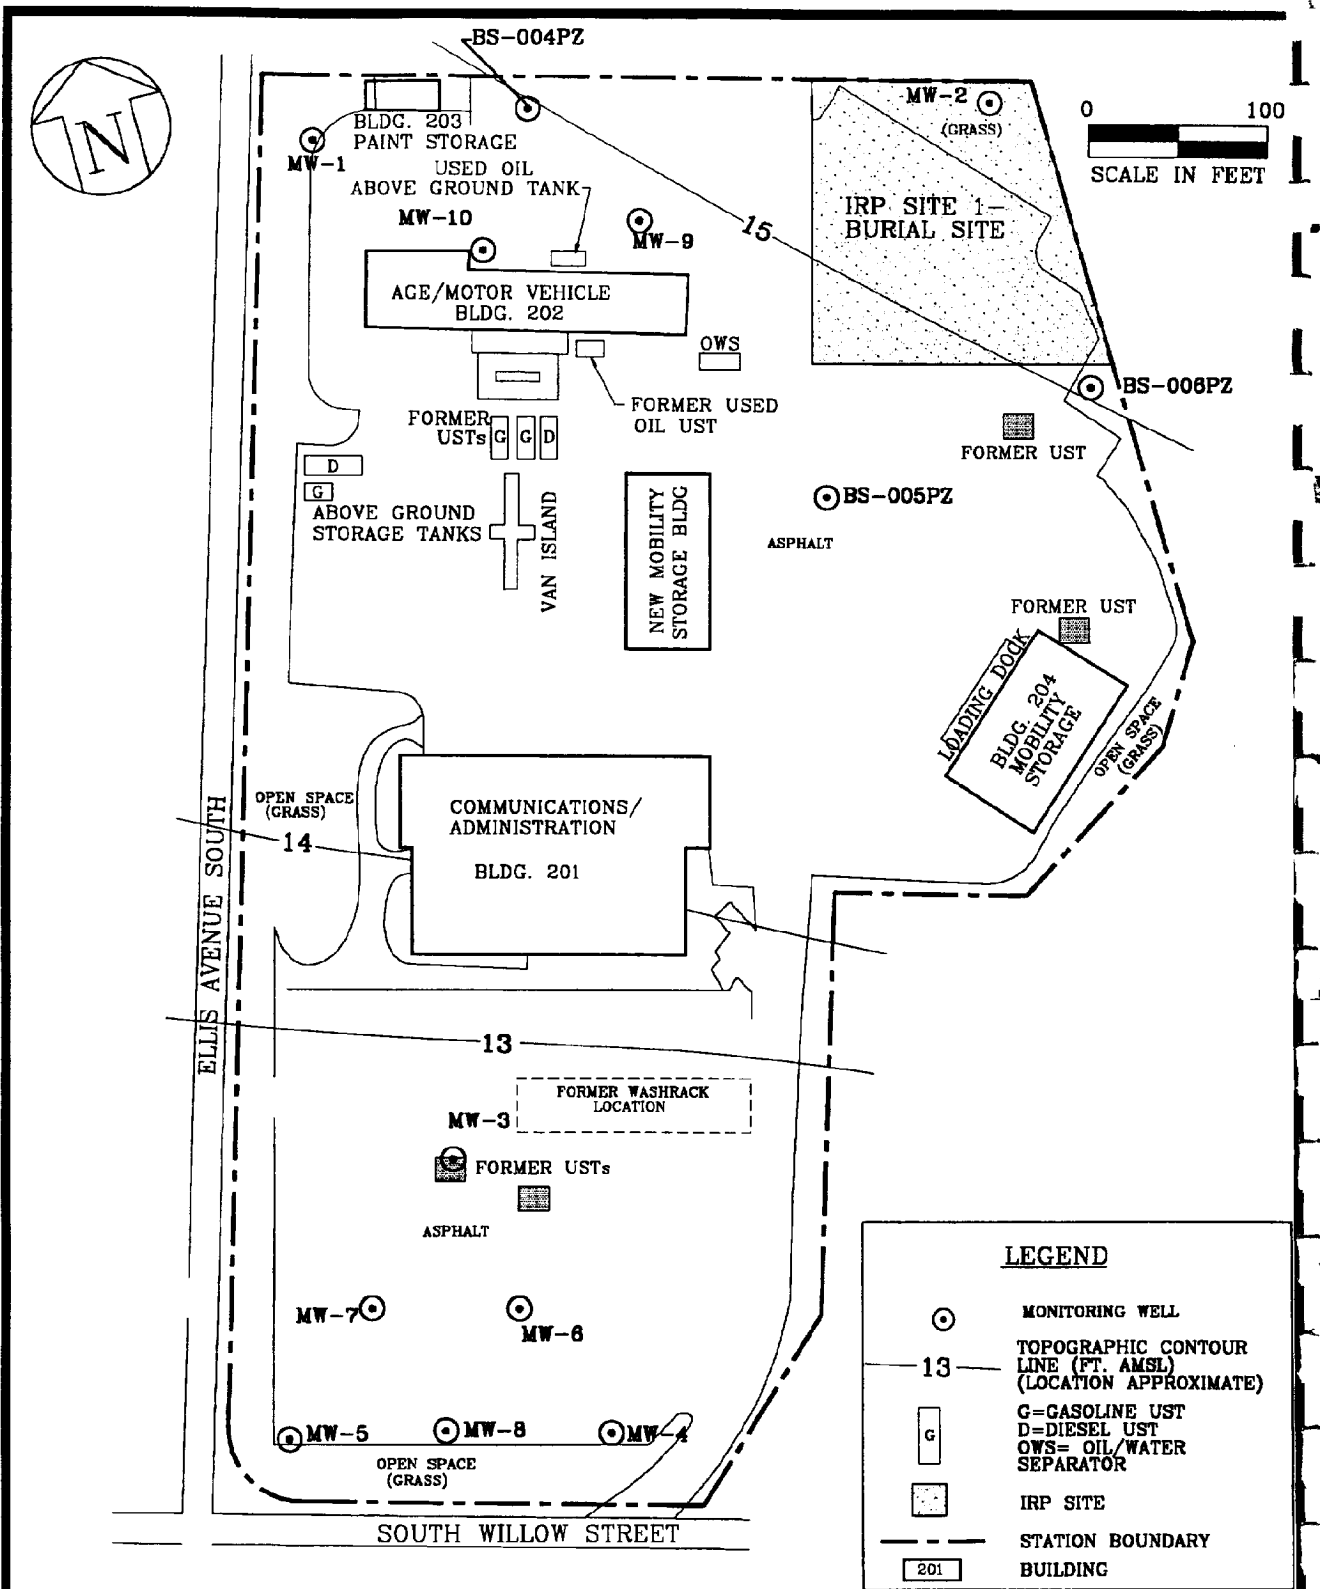 BS-004PZ
N
BLDG. 203
PAINT STORAGE
MW-1
USED OIL
ABOVE GROUND TANK
MW-10
MW-9
15
MW-2
(GRASS)
0 100
SCALE IN FEET
IRP SITE 1-
BURIAL SITE
AGE/MOTOR VEHICLE
BLDG. 202
OWS
BS-006PZ
FORMER
USTs
G G D
FORMER USED
OIL UST
FORMER UST
D
G
ABOVE GROUND
STORAGE TANKS
VAN ISLAND
NEW MOBILITY
STORAGE BLDG
BS-005PZ
ASPHALT
FORMER UST
LOADING DOCK
BLDG. 204
MOBILITY
STORAGE
OPEN SPACE
(GRASS)
OPEN SPACE
(GRASS)
14
COMMUNICATIONS/
ADMINISTRATION
BLDG. 201
ELLIS AVENUE SOUTH
13
FORMER WASHRACK
LOCATION
MW-3
FORMER USTs
ASPHALT
MW-7
MW-6
MW-5
MW-8
MW-4
OPEN SPACE
(GRASS)
SOUTH WILLOW STREET
LEGEND
MONITORING WELL
13
TOPOGRAPHIC CONTOUR
LINE (FT. AMSL)
(LOCATION APPROXIMATE)
G
G=GASOLINE UST
D=DIESEL UST
OWS= OIL/WATER
SEPARATOR
IRP SITE
STATION BOUNDARY
201
BUILDING